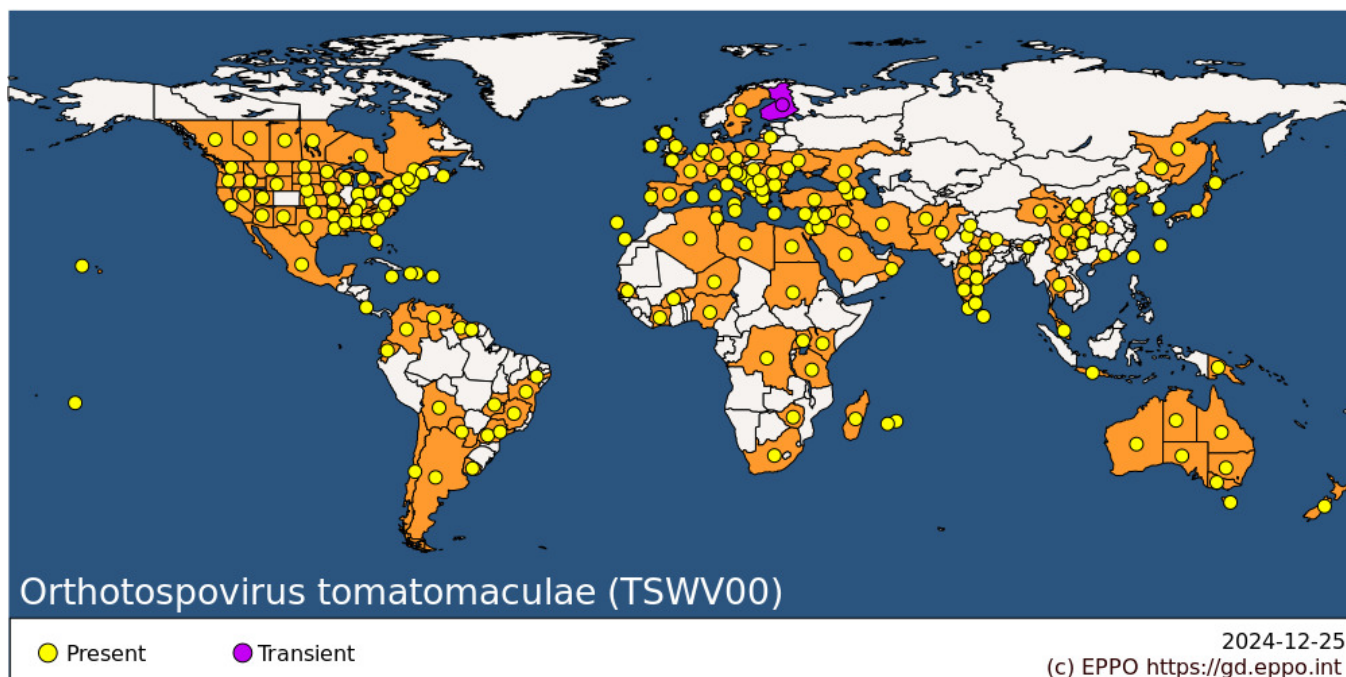 Orthotospovirus tomatomaculae (TSWV00)
Present
Transient
2024-12-25
(c) EPPO https://gd.eppo.int